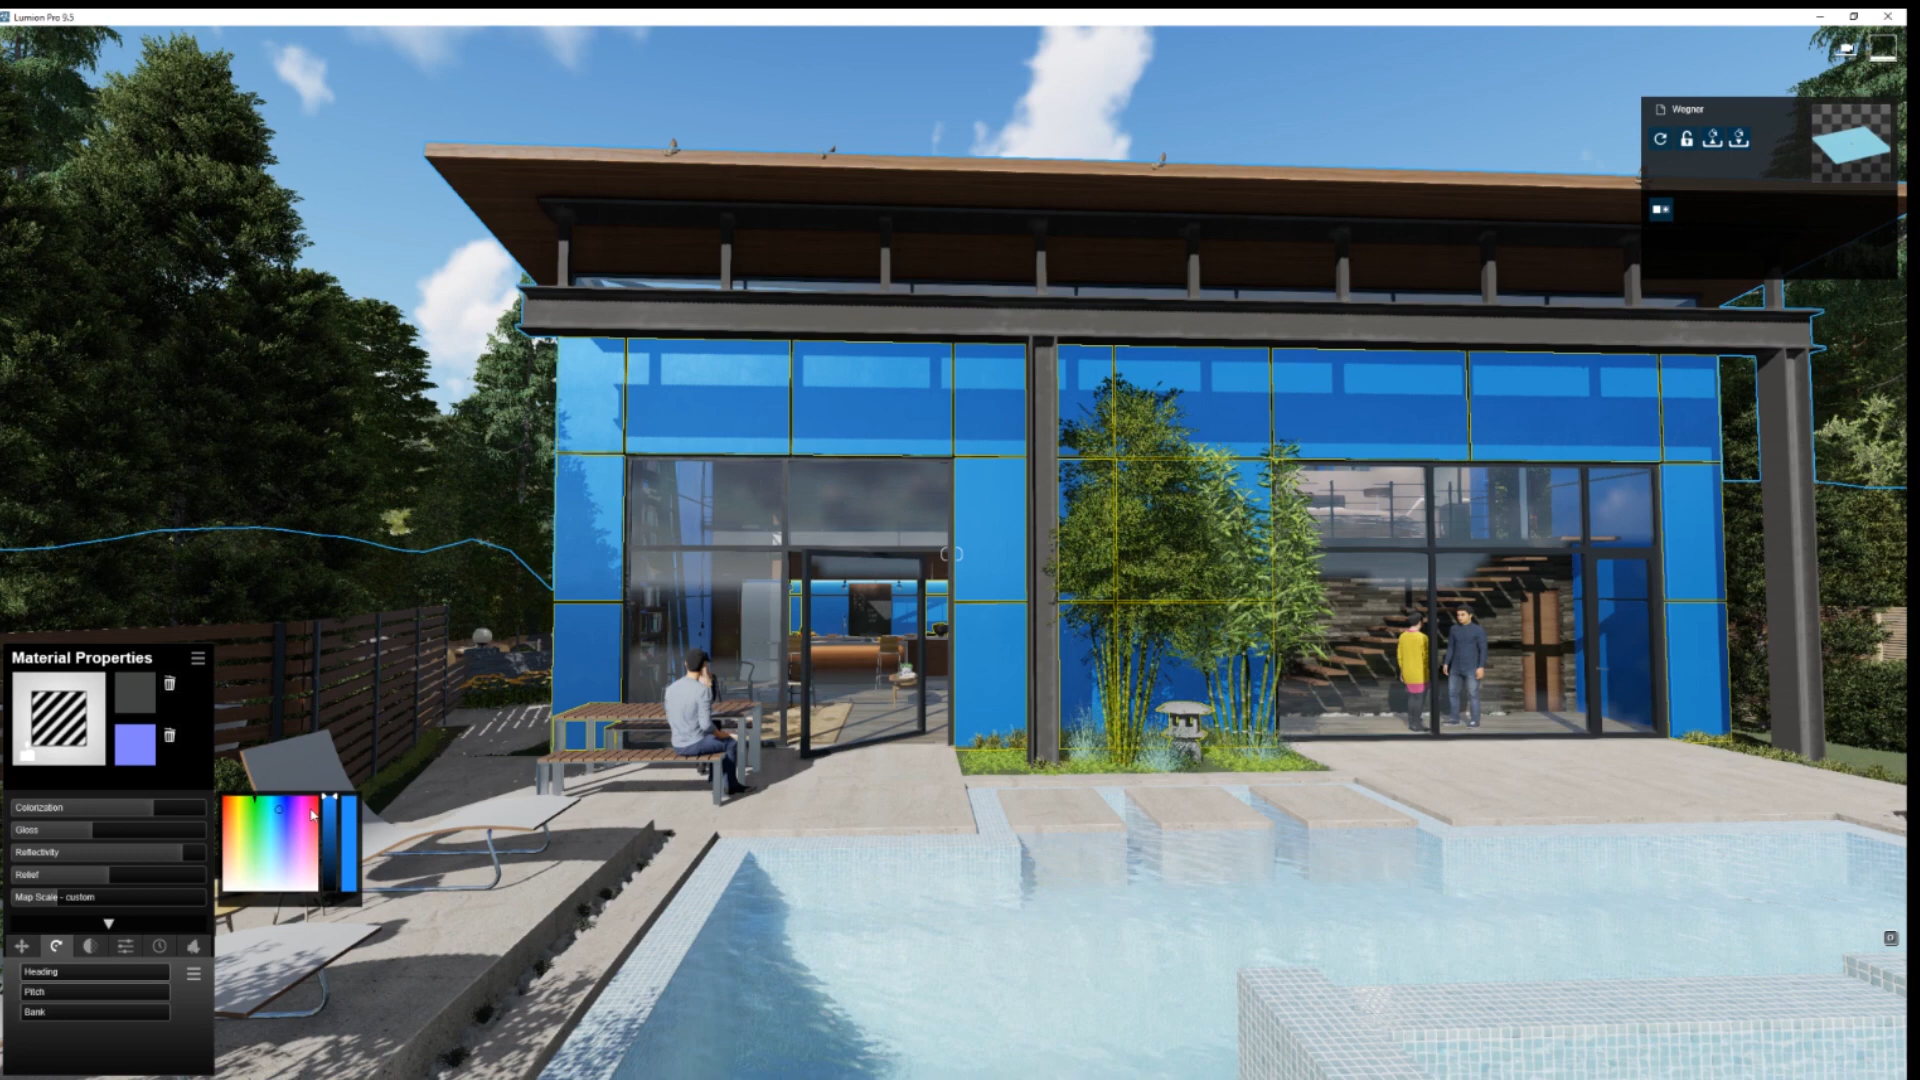 Lumion Pro 9.5
Wegner
Material Properties
Colorization
Gloss
Reflectivity
Relief
Map Scale - custom
Heading
Pitch
Bank